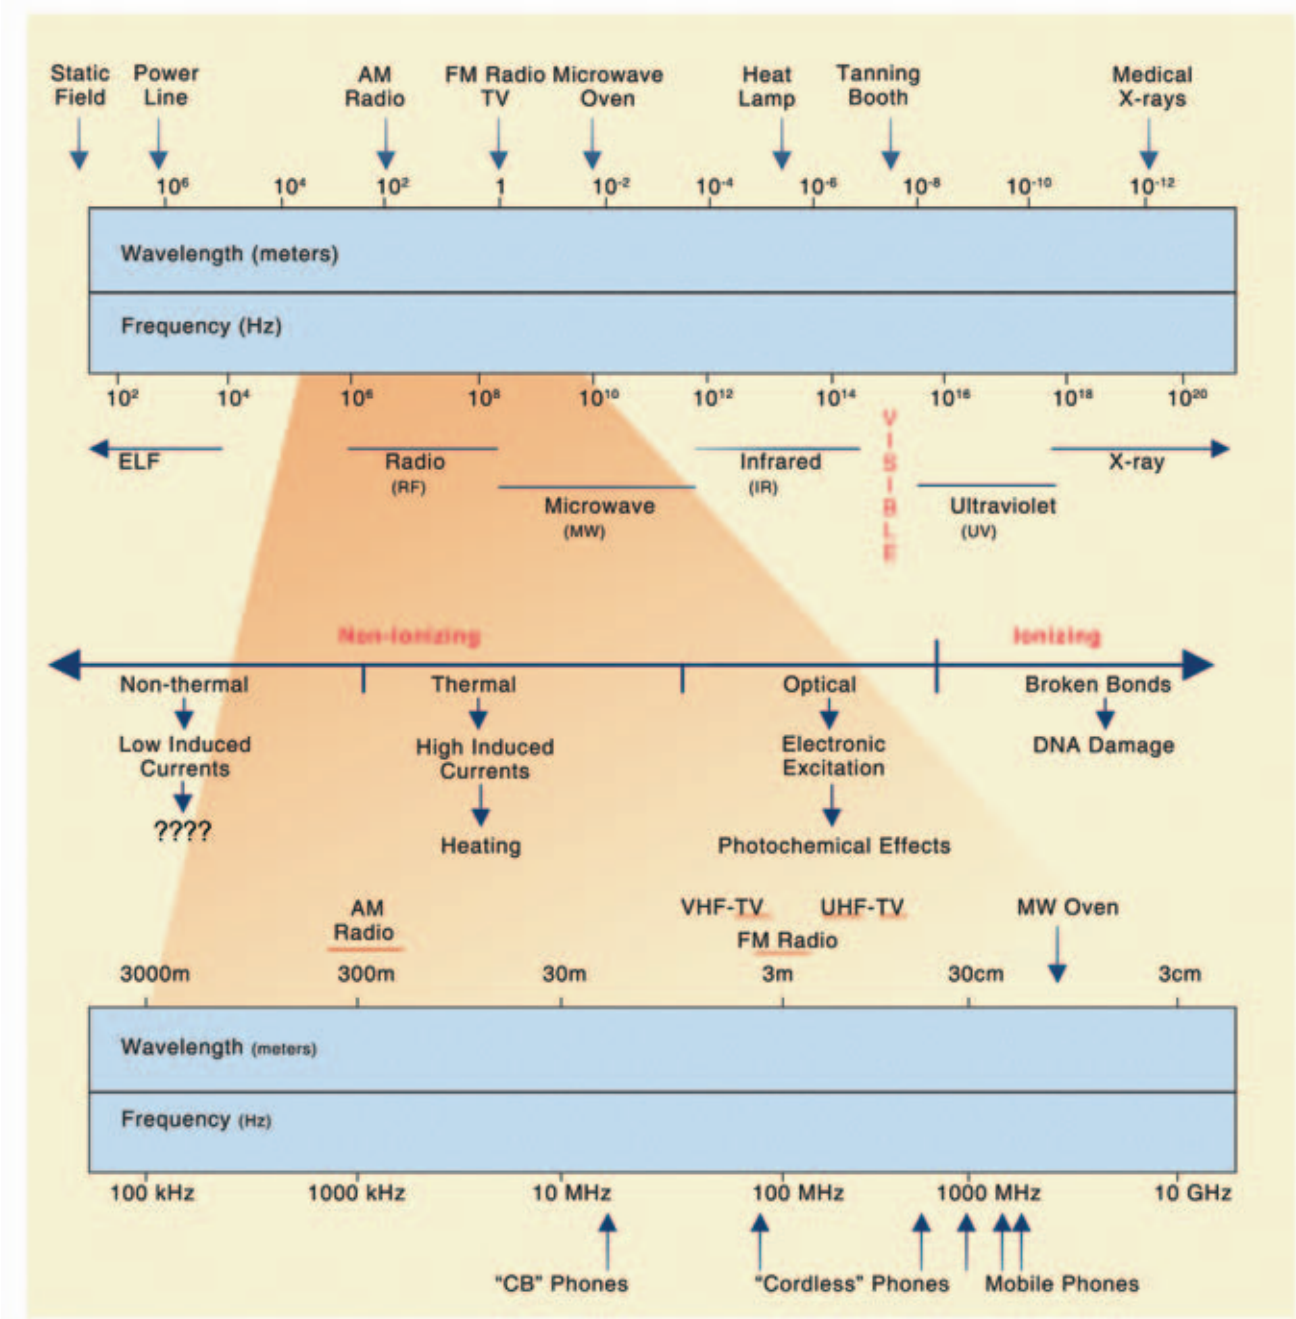 Static Power AM FM Radio Microwave Heat Tanning Medical
Field Line Radio TV Oven Lamp Booth X-rays
10⁶ 10⁴ 10² 1 10⁻² 10⁻⁴ 10⁻⁶ 10⁻⁸ 10⁻¹⁰ 10⁻¹²
Wavelength (meters)
Frequency (Hz)
10² 10⁴ 10⁶ 10⁸ 10¹⁰ 10¹² 10¹⁴ 10¹⁶ 10¹⁸ 10²⁰
VISIBLE
ELF Radio Infrared X-ray
(RF) (IR)
Microwave Ultraviolet
(MW) (UV)
Non-Ionizing Ionizing
Non-thermal Thermal Optical Broken Bonds
Low Induced High Induced Electronic DNA Damage
Currents Currents Excitation
???? Heating Photochemical Effects
AM VHF-TV UHF-TV MW Oven
Radio FM Radio
3000m 300m 30m 3m 30cm 3cm
Wavelength (meters)
Frequency (Hz)
100 kHz 1000 kHz 10 MHz 100 MHz 1000 MHz 10 GHz
"CB" Phones "Cordless" Phones Mobile Phones